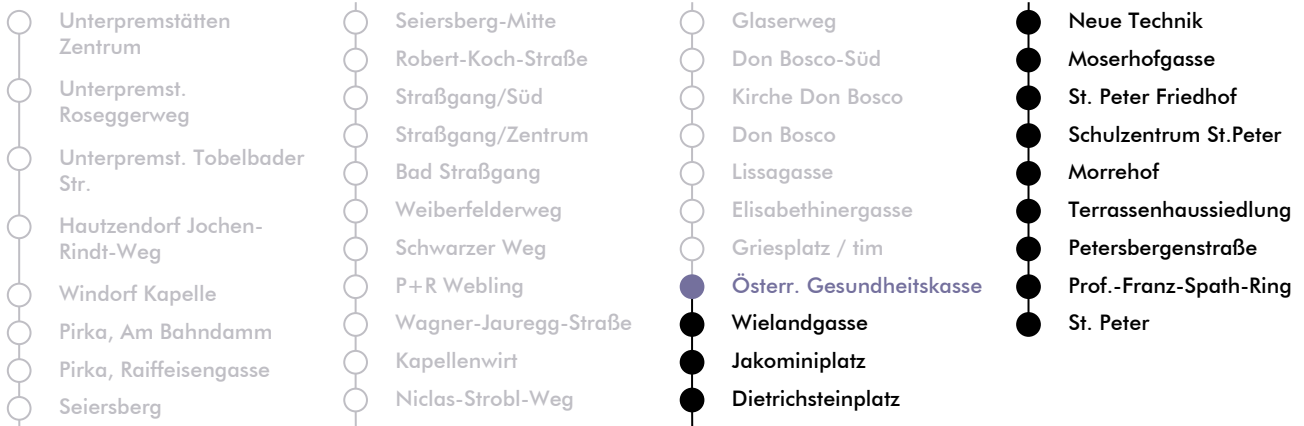 Unterpremstätten
Zentrum
Unterpremst.
Roseggerweg
Unterpremst. Tobelbader
Str.
Hautzendorf Jochen-
Rindt-Weg
Windorf Kapelle
Pirka, Am Bahndamm
Pirka, Raiffeisengasse
Seiersberg
Seiersberg-Mitte
Robert-Koch-Straße
Straßgang/Süd
Straßgang/Zentrum
Bad Straßgang
Weiberfelderweg
Schwarzer Weg
P+R Webling
Wagner-Jauregg-Straße
Kapellenwirt
Niclas-Strobl-Weg
Glaserweg
Don Bosco-Süd
Kirche Don Bosco
Don Bosco
Lissagasse
Elisabethinergasse
Griesplatz / tim
Österr. Gesundheitskasse
Wielandgasse
Jakominiplatz
Dietrichsteinplatz
Neue Technik
Moserhofgasse
St. Peter Friedhof
Schulzentrum St.Peter
Morrehof
Terrassenhaussiedlung
Petersbergenstraße
Prof.-Franz-Spath-Ring
St. Peter